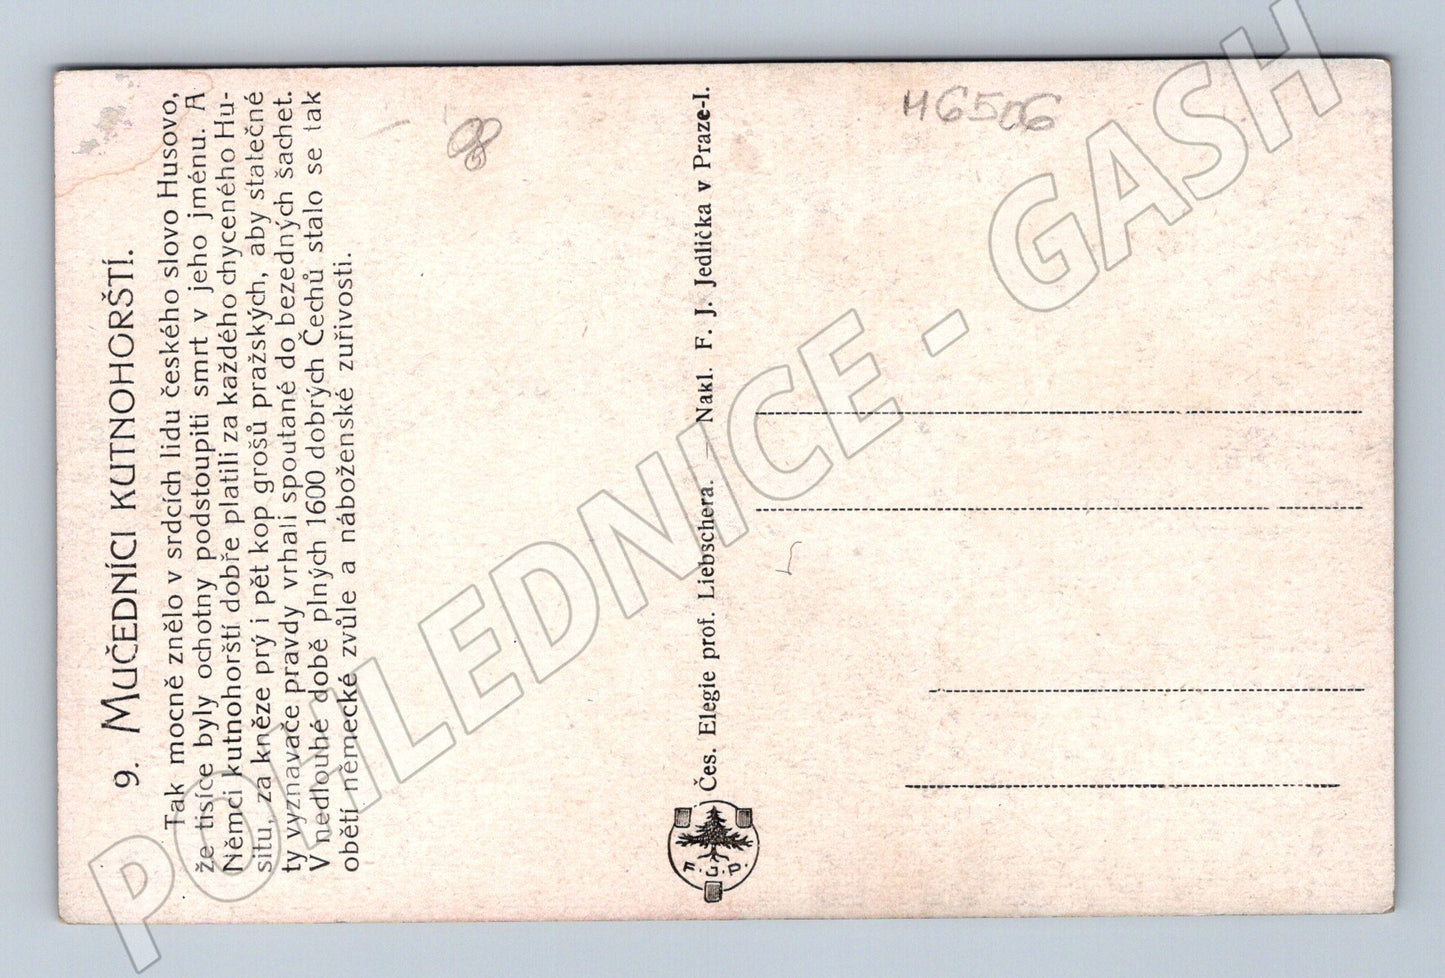 9. MUČEDNÍCI KUTNOHORŠTÍ.
Tak mocně znělo v srdcích lidu českého slovo Husovo,
že tisíce byly ochotny podstoupiti smrt v jeho jménu. A
Němci kutnohorští dobře platili za každého chyceného Hu-
situ, za kněze prý i pět kop grošů pražských, aby statečné
ty vyznavače pravdy vrhali spoutané do bezedných šachet.
V nedlouhé době plných 1600 dobrých Čechů stalo se tak
obětí německé zvůle a náboženské zuřivosti.
Čes. Elegie prof. Liebschera. — Nakl. F. J. Jedlička v Praze-I.
F. J. P.
H6506
POHLEDNICE - GASH